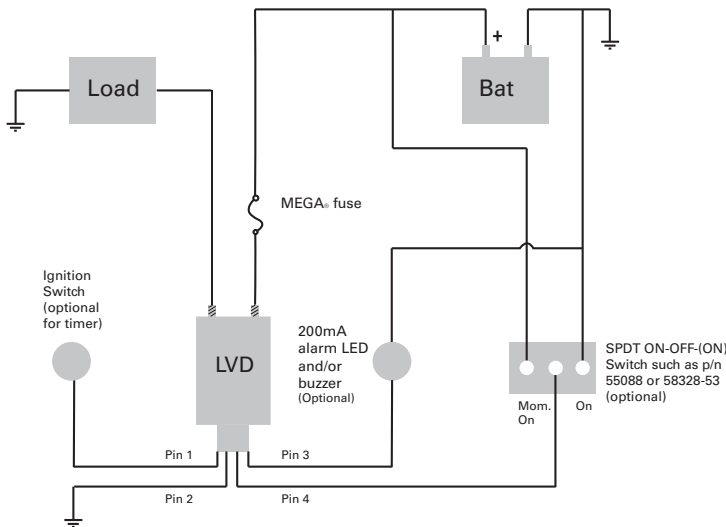 +
Load
Bat
MEGA® fuse
Ignition
Switch
(optional
for timer)
LVD
200mA
alarm LED
and/or
buzzer
(Optional)
SPDT ON-OFF-(ON)
Switch such as p/n
55088 or 58328-53
(optional)
Mom.
On
On
Pin 1
Pin 3
Pin 2
Pin 4